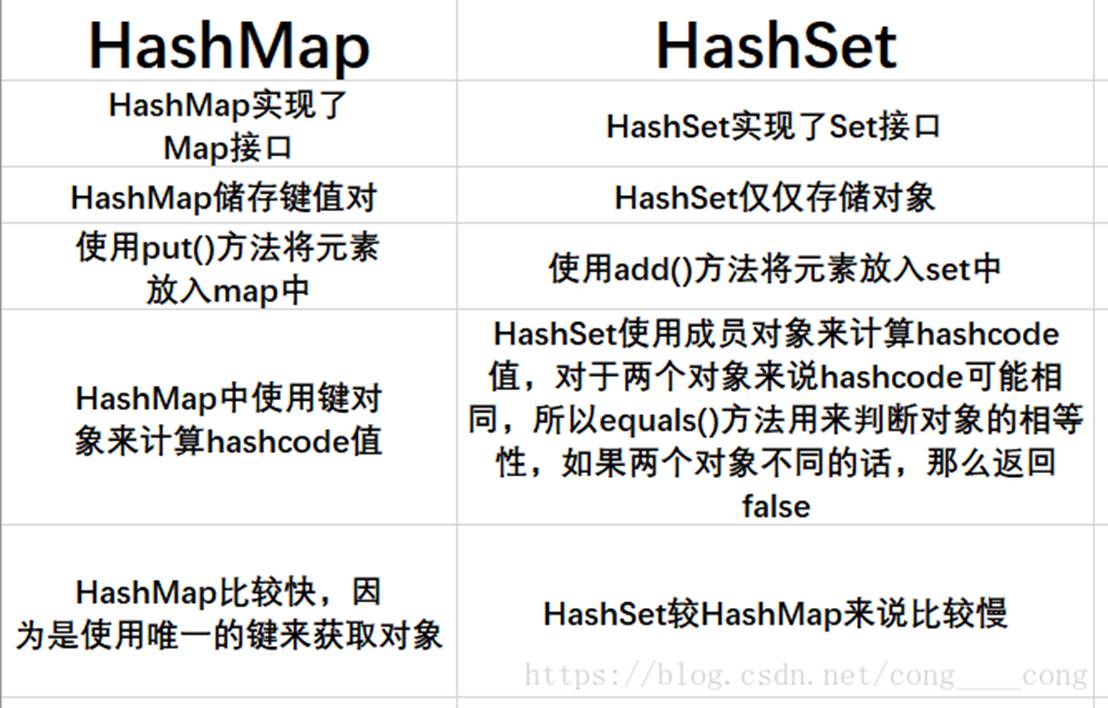 HashMap
HashSet
HashMap实现了
Map接口
HashSet实现了Set接口
HashMap储存键值对
HashSet仅仅存储对象
使用put()方法将元素
放入map中
使用add()方法将元素放入set中
HashMap中使用键对
象来计算hashcode值
HashSet使用成员对象来计算hashcode
值，对于两个对象来说hashcode可能相
同，所以equals()方法用来判断对象的相等
性，如果两个对象不同的话，那么返回
false
HashMap比较快，因
为是使用唯一的键来获取对象
HashSet较HashMap来说比较慢
https://blog.csdn.net/cong____cong